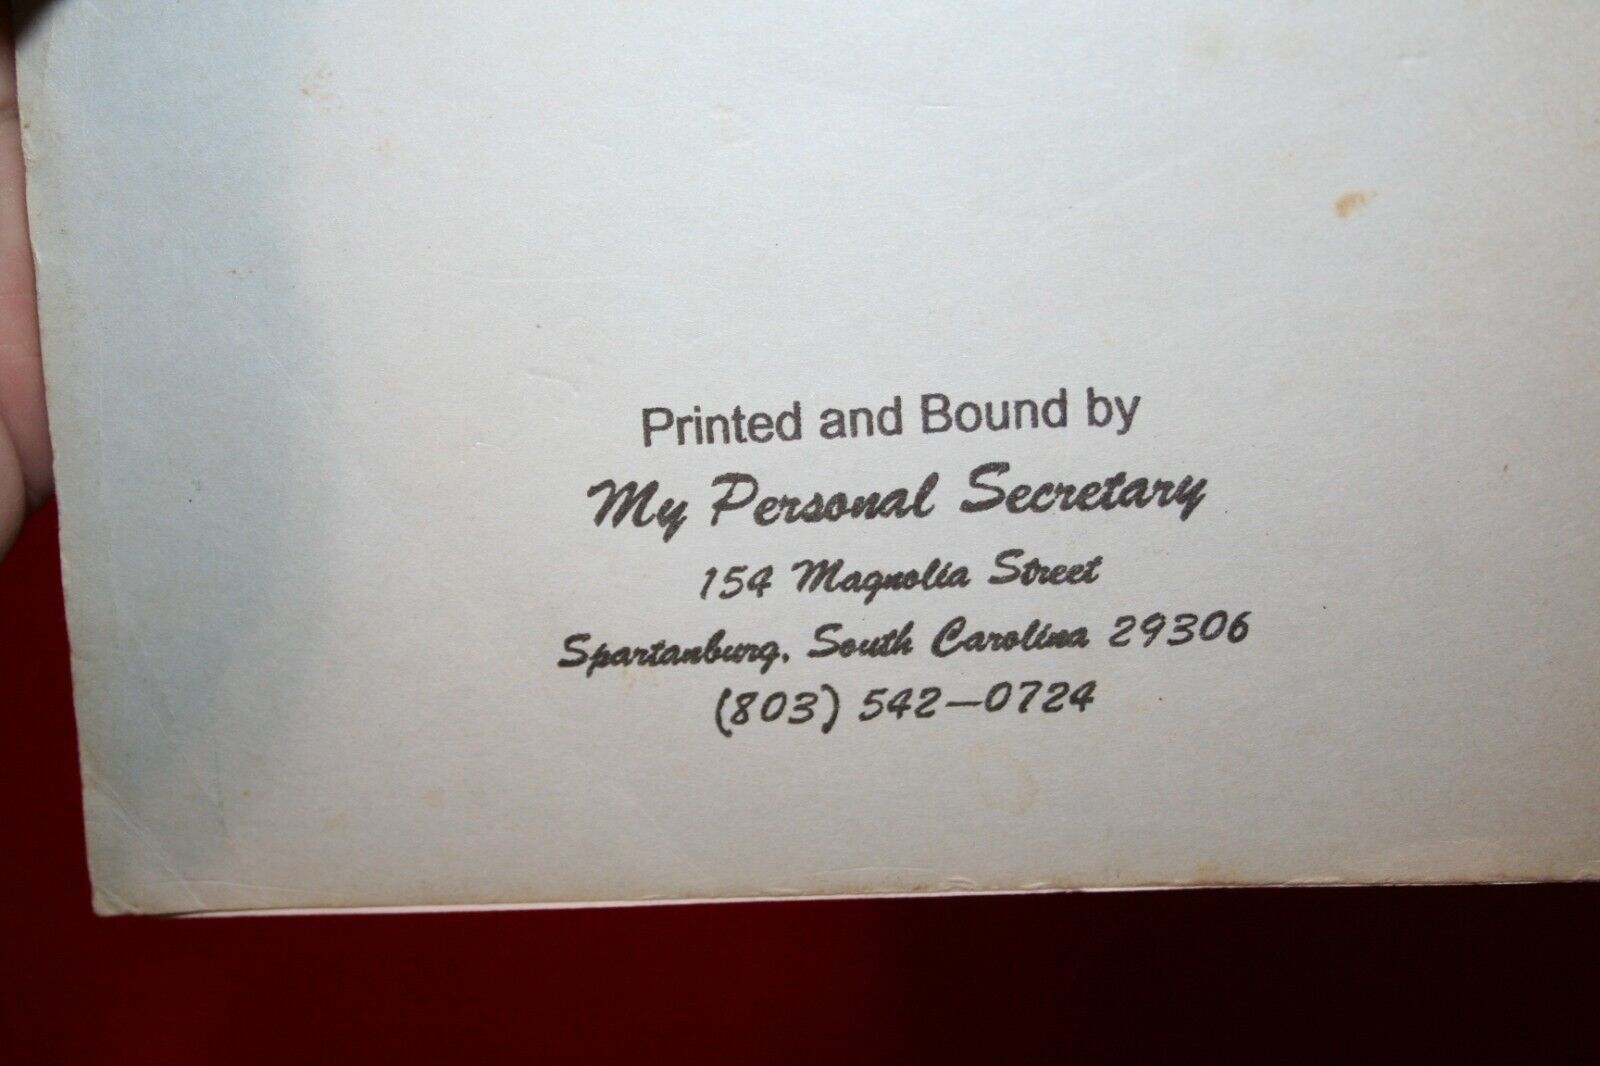 Printed and Bound by
My Personal Secretary
154 Magnolia Street
Spartanburg, South Carolina 29306
(803) 542—0724